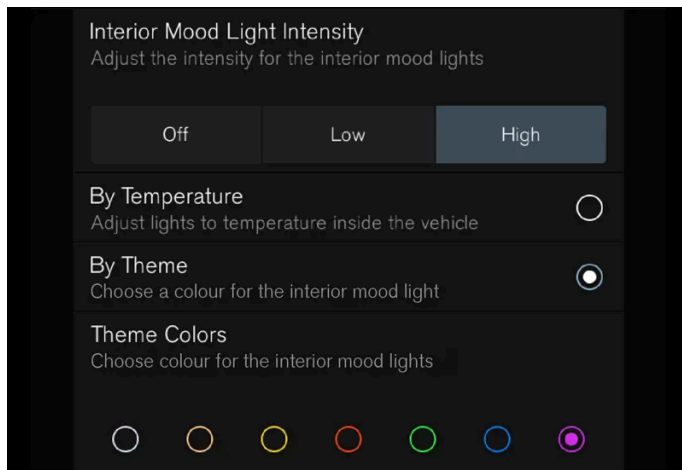 Interior Mood Light Intensity
Adjust the intensity for the interior mood lights
Off Low High
By Temperature
Adjust lights to temperature inside the vehicle
By Theme
Choose a colour for the interior mood light
Theme Colors
Choose colour for the interior mood lights